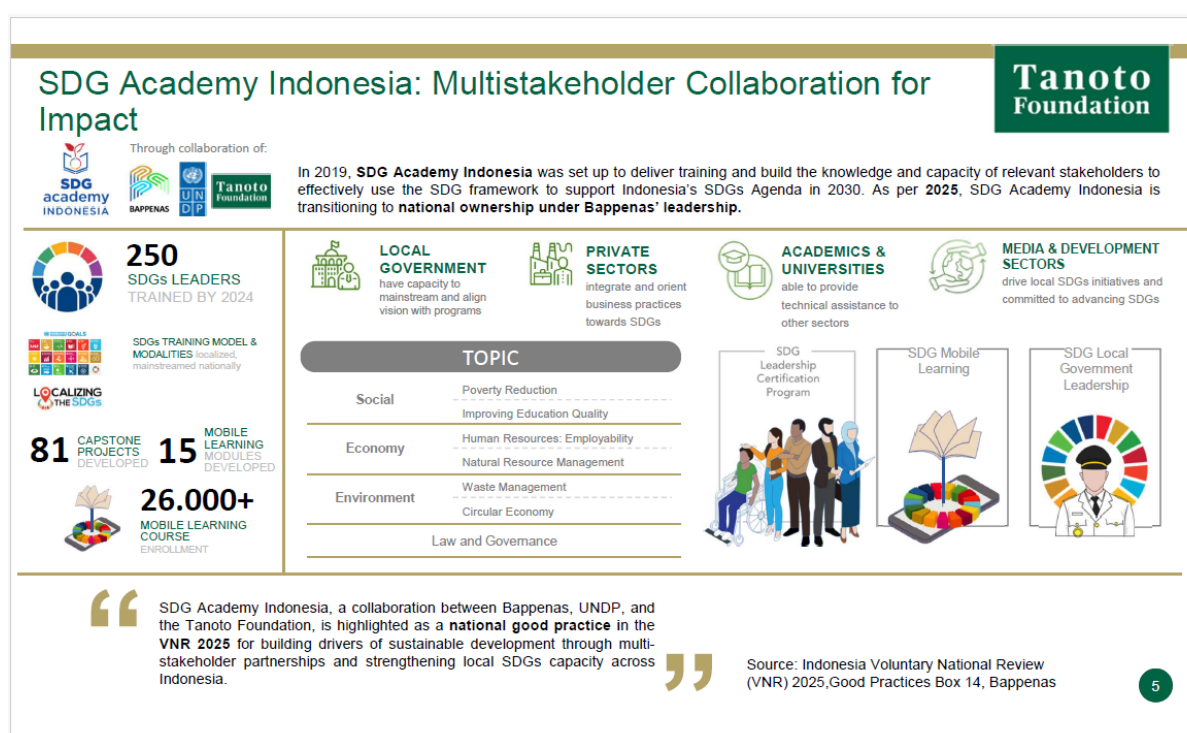 SDG Academy Indonesia: Multistakeholder Collaboration for
Impact
Tanoto
Foundation
SDG
academy
INDONESIA
Through collaboration of:
BAPPENAS
U N
D P
Tanoto
Foundation
In 2019, SDG Academy Indonesia was set up to deliver training and build the knowledge and capacity of relevant stakeholders to
effectively use the SDG framework to support Indonesia's SDGs Agenda in 2030. As per 2025, SDG Academy Indonesia is
transitioning to national ownership under Bappenas' leadership.
250
SDGs LEADERS
TRAINED BY 2024
GOALS
SDGs TRAINING MODEL &
MODALITIES localized,
mainstreamed nationally
LOCALIZING
THE SDGs
81
CAPSTONE
PROJECTS
DEVELOPED
15
MOBILE
LEARNING
MODULES
DEVELOPED
26.000+
MOBILE LEARNING
COURSE
ENROLLMENT
LOCAL
GOVERNMENT
have capacity to
mainstream and align
vision with programs
PRIVATE
SECTORS
integrate and orient
business practices
towards SDGs
ACADEMICS &
UNIVERSITIES
able to provide
technical assistance to
other sectors
MEDIA & DEVELOPMENT
SECTORS
drive local SDGs initiatives and
committed to advancing SDGs
TOPIC
Social
Poverty Reduction
Improving Education Quality
Economy
Human Resources: Employability
Natural Resource Management
Environment
Waste Management
Circular Economy
Law and Governance
SDG
Leadership
Certification
Program
SDG Mobile
Learning
SDG Local
Government
Leadership
“
SDG Academy Indonesia, a collaboration between Bappenas, UNDP, and
the Tanoto Foundation, is highlighted as a national good practice in the
VNR 2025 for building drivers of sustainable development through multi-
stakeholder partnerships and strengthening local SDGs capacity across
Indonesia.
”
Source: Indonesia Voluntary National Review
(VNR) 2025,Good Practices Box 14, Bappenas
5